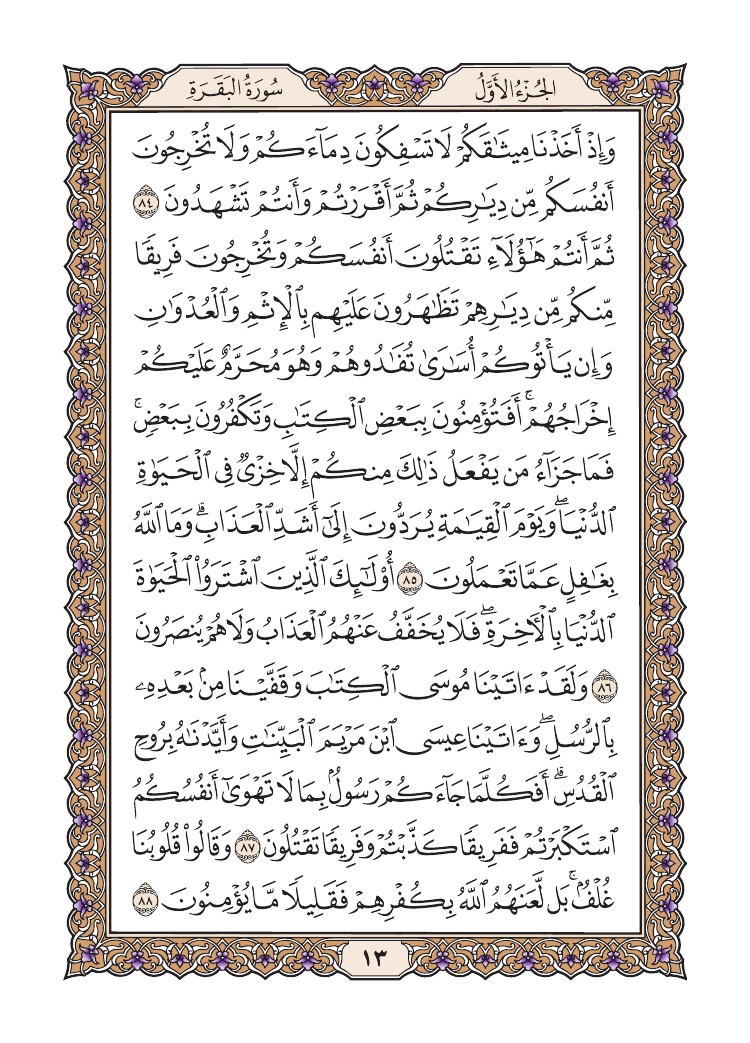 الجُزْءُ الأَوَّلُ
سُورَةُ البَقَرَةِ
وَإِذْ أَخَذْنَا مِيثَٰقَكُمْ لَا تَسْفِكُونَ دِمَآءَكُمْ وَلَا تُخْرِجُونَ
أَنفُسَكُم مِّن دِيَٰرِكُمْ ثُمَّ أَقْرَرْتُمْ وَأَنتُمْ تَشْهَدُونَ ٨٤
ثُمَّ أَنتُمْ هَٰٓؤُلَآءِ تَقْتُلُونَ أَنفُسَكُمْ وَتُخْرِجُونَ فَرِيقًا
مِّنكُم مِّن دِيَٰرِهِمْ تَظَٰهَرُونَ عَلَيْهِم بِٱلْإِثْمِ وَٱلْعُدْوَٰنِ
وَإِن يَأْتُوكُمْ أُسَٰرَىٰ تُفَٰدُوهُمْ وَهُوَ مُحَرَّمٌ عَلَيْكُمْ
إِخْرَاجُهُمْ ۚ أَفَتُؤْمِنُونَ بِبَعْضِ ٱلْكِتَٰبِ وَتَكْفُرُونَ بِبَعْضٍ ۚ
فَمَا جَزَآءُ مَن يَفْعَلُ ذَٰلِكَ مِنكُمْ إِلَّا خِزْىٌ فِى ٱلْحَيَوٰةِ
ٱلدُّنْيَا ۖ وَيَوْمَ ٱلْقِيَٰمَةِ يُرَدُّونَ إِلَىٰٓ أَشَدِّ ٱلْعَذَابِ ۗ وَمَا ٱللَّهُ
بِغَٰفِلٍ عَمَّا تَعْمَلُونَ ٨٥ أُو۟لَٰٓئِكَ ٱلَّذِينَ ٱشْتَرَوُا۟ ٱلْحَيَوٰةَ
ٱلدُّنْيَا بِٱلْـَٔاخِرَةِ ۖ فَلَا يُخَفَّفُ عَنْهُمُ ٱلْعَذَابُ وَلَا هُمْ يُنصَرُونَ
٨٦ وَلَقَدْ ءَاتَيْنَا مُوسَى ٱلْكِتَٰبَ وَقَفَّيْنَا مِنۢ بَعْدِهِۦ
بِٱلرُّسُلِ ۖ وَءَاتَيْنَا عِيسَى ٱبْنَ مَرْيَمَ ٱلْبَيِّنَٰتِ وَأَيَّدْنَٰهُ بِرُوحِ
ٱلْقُدُسِ ۗ أَفَكُلَّمَا جَآءَكُمْ رَسُولٌۢ بِمَا لَا تَهْوَىٰٓ أَنفُسُكُمُ
ٱسْتَكْبَرْتُمْ فَفَرِيقًا كَذَّبْتُمْ وَفَرِيقًا تَقْتُلُونَ ٨٧ وَقَالُوا۟ قُلُوبُنَا
غُلْفٌۢ ۚ بَل لَّعَنَهُمُ ٱللَّهُ بِكُفْرِهِمْ فَقَلِيلًا مَّا يُؤْمِنُونَ ٨٨
١٣